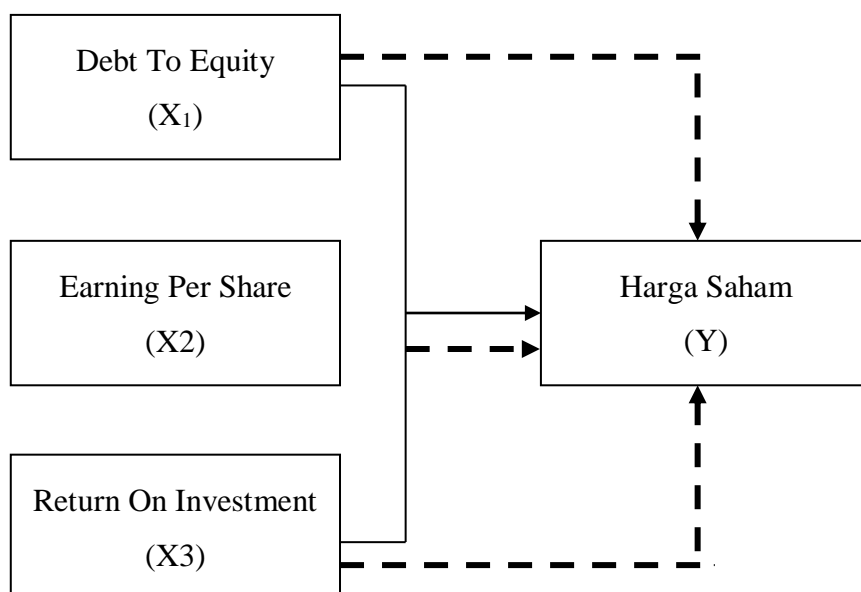 Debt To Equity
(X₁)
Earning Per Share
(X2)
Harga Saham
(Y)
Return On Investment
(X3)